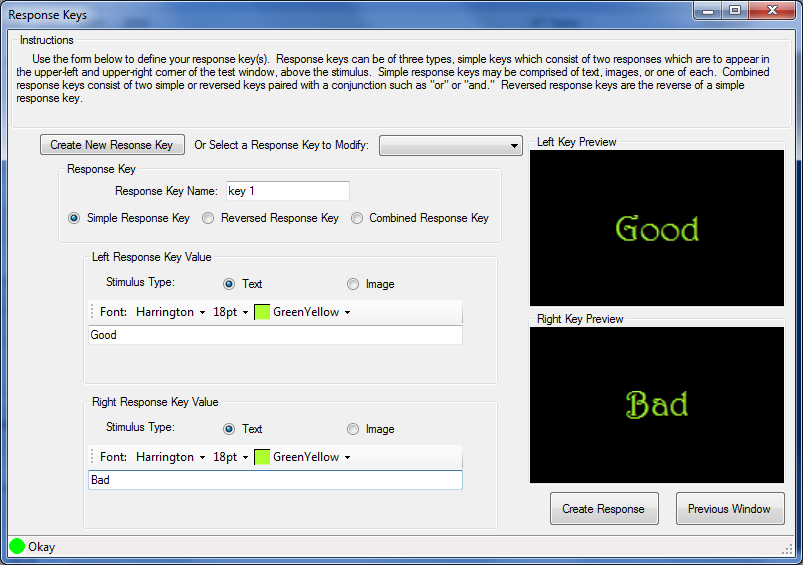 Response Keys
Instructions
Use the form below to define your response key(s). Response keys can be of three types, simple keys which consist of two responses which are to appear in the upper-left and upper-right corner of the test window, above the stimulus. Simple response keys may be comprised of text, images, or one of each. Combined response keys consist of two simple or reversed keys paired with a conjunction such as "or" or "and." Reversed response keys are the reverse of a simple response key.
Create New Resonse Key
Or Select a Response Key to Modify:
Response Key
Response Key Name: key 1
Simple Response Key
Reversed Response Key
Combined Response Key
Left Response Key Value
Stimulus Type: Text Image
Font: Harrington 18pt GreenYellow
Good
Right Response Key Value
Stimulus Type: Text Image
Font: Harrington 18pt GreenYellow
Bad
Left Key Preview
Good
Right Key Preview
Bad
Create Response
Previous Window
Okay